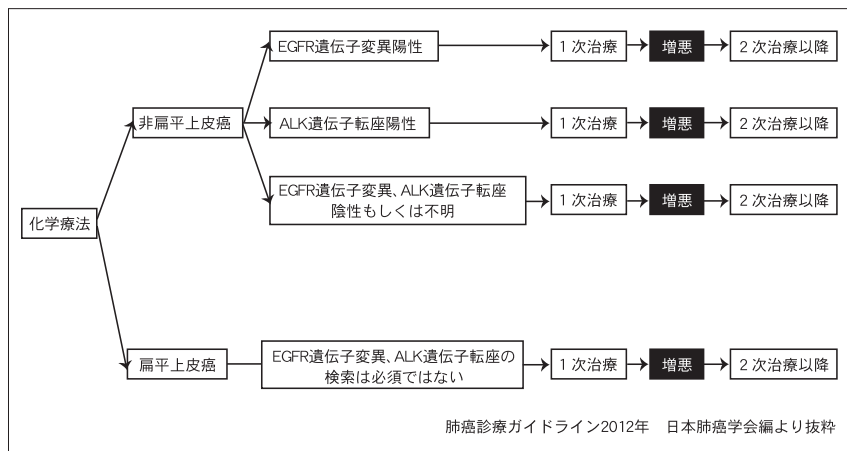 EGFR遺伝子変異陽性
1次治療
増悪
2次治療以降
非扁平上皮癌
ALK遺伝子転座陽性
1次治療
増悪
2次治療以降
EGFR遺伝子変異、ALK遺伝子転座
陰性もしくは不明
1次治療
増悪
2次治療以降
化学療法
扁平上皮癌
EGFR遺伝子変異、ALK遺伝子転座の
検索は必須ではない
1次治療
増悪
2次治療以降
肺癌診療ガイドライン2012年　日本肺癌学会編より抜粋